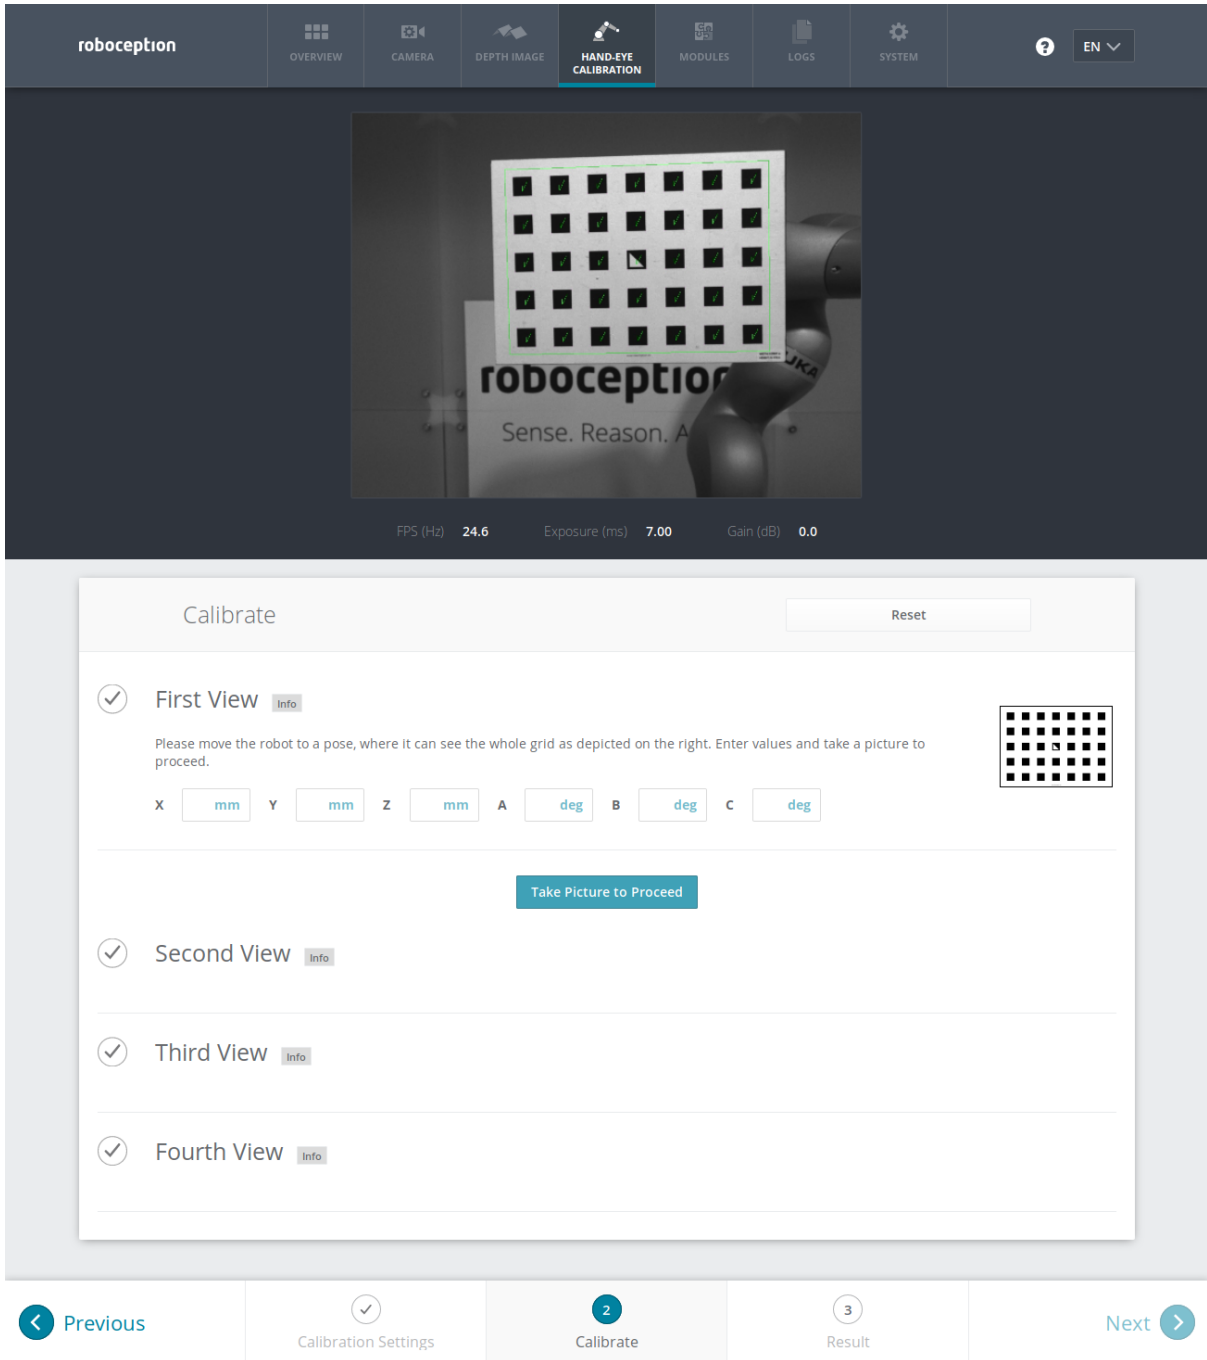 roboception
OVERVIEW
CAMERA
DEPTH IMAGE
HAND-EYE
CALIBRATION
MODULES
LOGS
SYSTEM
?
EN
roboception
Sense. Reason. A
FPS (Hz) 24.6 Exposure (ms) 7.00 Gain (dB) 0.0
Calibrate
Reset
First View Info
Please move the robot to a pose, where it can see the whole grid as depicted on the right. Enter values and take a picture to
proceed.
X mm Y mm Z mm A deg B deg C deg
Take Picture to Proceed
Second View Info
Third View Info
Fourth View Info
Previous
Calibration Settings
2
Calibrate
3
Result
Next